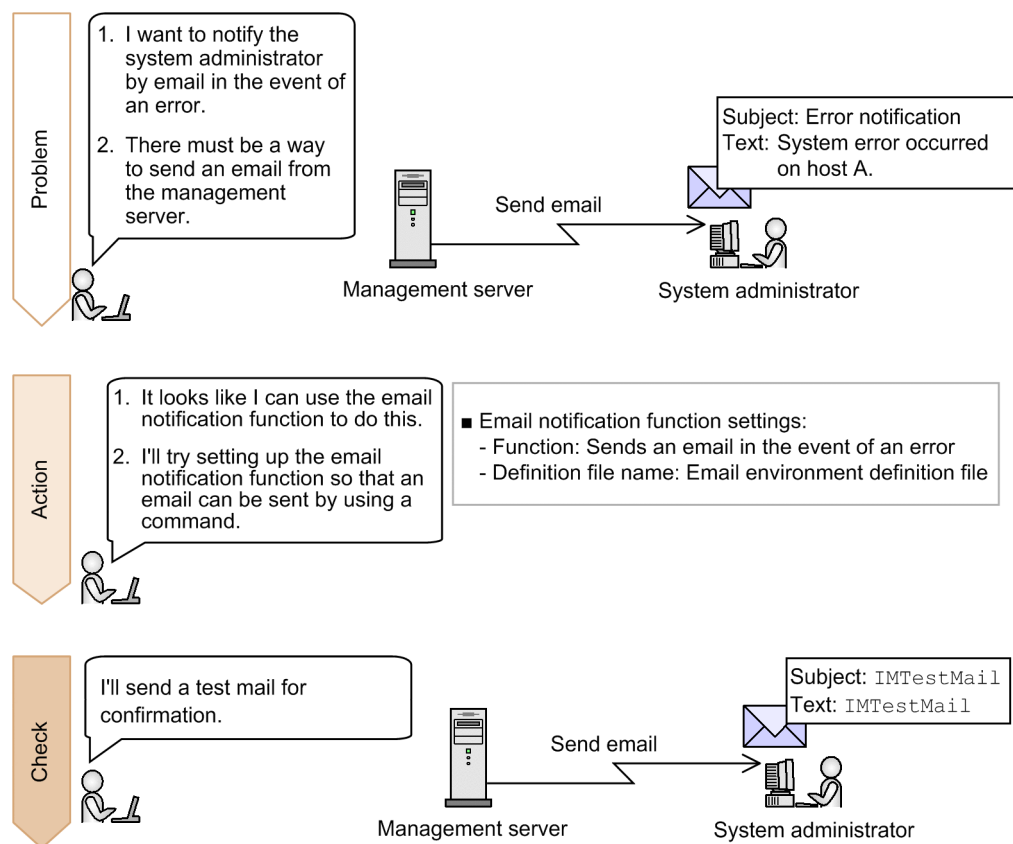 Problem
1. I want to notify the
system administrator
by email in the event of
an error.
2. There must be a way
to send an email from
the management
server.
Subject: Error notification
Text: System error occurred
on host A.
Send email
Management server
System administrator
Action
1. It looks like I can use the email
notification function to do this.
2. I'll try setting up the email
notification function so that an
email can be sent by using a
command.
■ Email notification function settings:
- Function: Sends an email in the event of an error
- Definition file name: Email environment definition file
Check
I'll send a test mail for
confirmation.
Subject: IMTestMail
Text: IMTestMail
Send email
Management server
System administrator